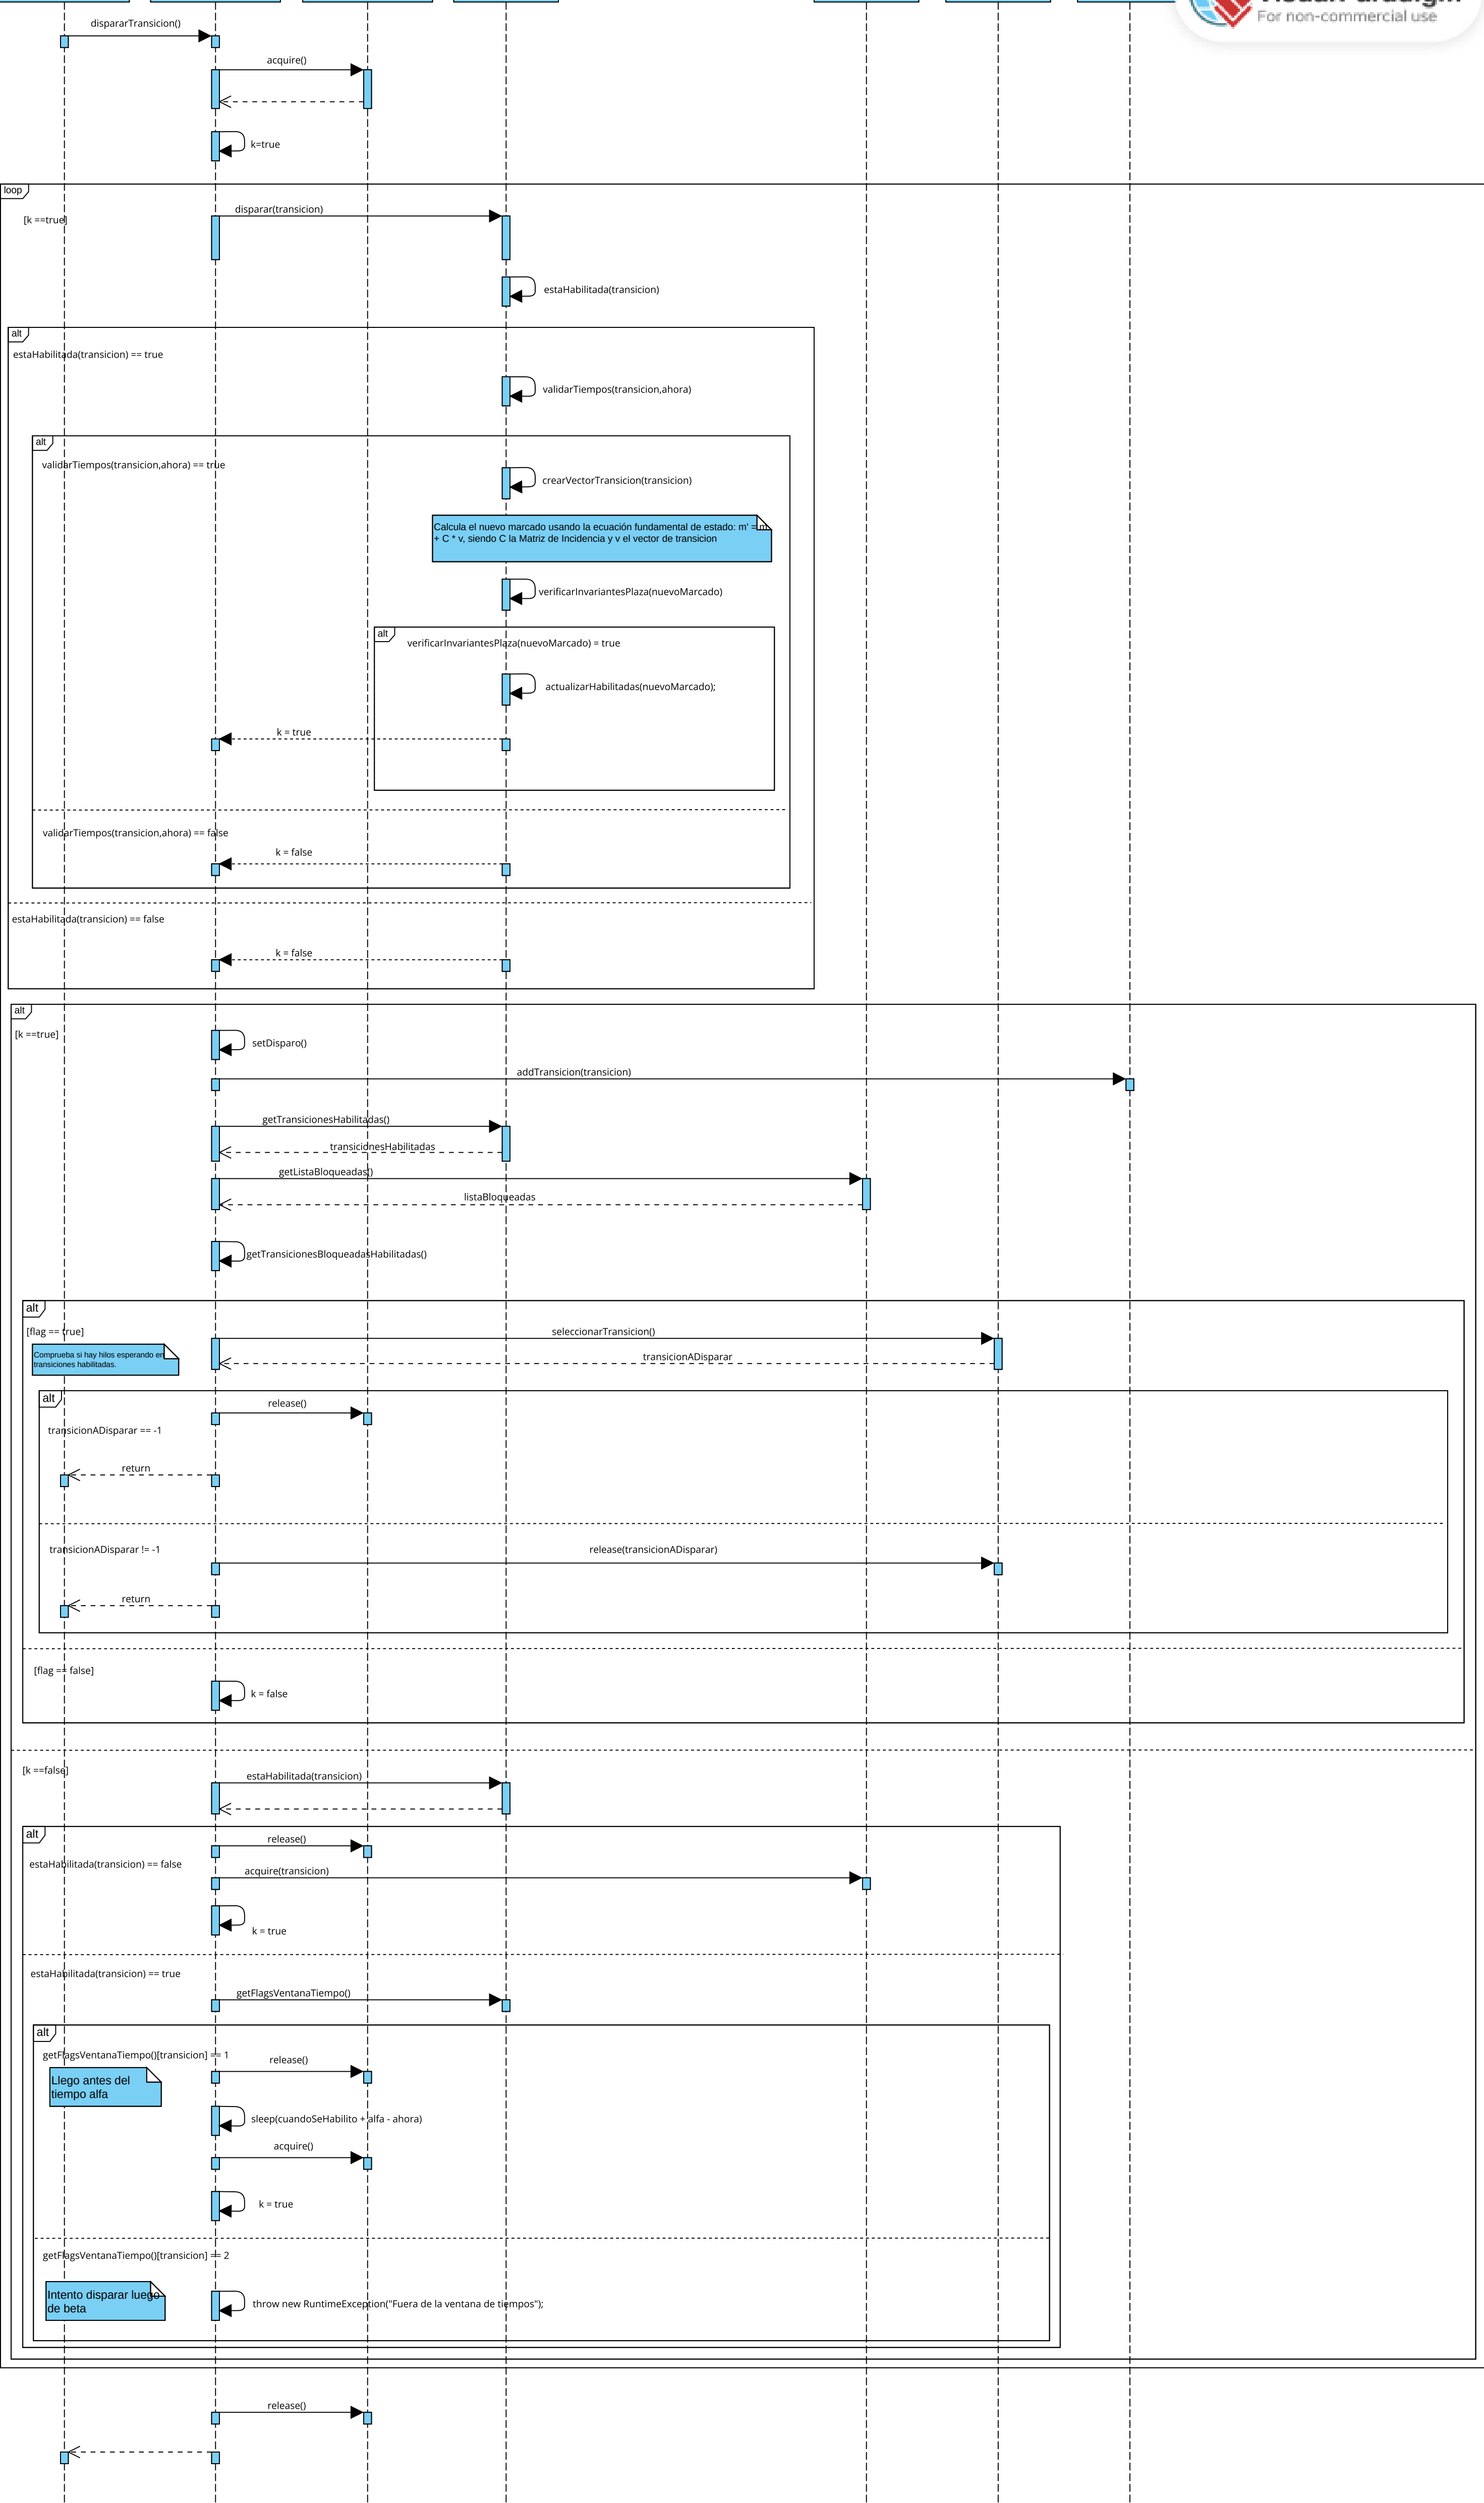 For non-commercial use
dispararTransicion()
acquire()
k=true
loop
[k ==true]
disparar(transicion)
estaHabilitada(transicion)
alt
estaHabilitada(transicion) == true
validarTiempos(transicion,ahora)
alt
validarTiempos(transicion,ahora) == true
crearVectorTransicion(transicion)
Calcula el nuevo marcado usando la ecuación fundamental de estado: m' = m
+ C * v, siendo C la Matriz de Incidencia y v el vector de transicion
verificarInvariantesPlaza(nuevoMarcado)
alt
verificarInvariantesPlaza(nuevoMarcado) = true
actualizarHabilitadas(nuevoMarcado);
k = true
validarTiempos(transicion,ahora) == false
k = false
estaHabilitada(transicion) == false
k = false
alt
[k ==true]
setDisparo()
addTransicion(transicion)
getTransicionesHabilitadas()
transicionesHabilitadas
getListaBloqueadas()
listaBloqueadas
getTransicionesBloqueadasHabilitadas()
alt
[flag == true]
seleccionarTransicion()
Comprueba si hay hilos esperando en
transiciones habilitadas.
transicionADisparar
alt
release()
transicionADisparar == -1
return
transicionADisparar != -1
release(transicionADisparar)
return
[flag == false]
k = false
[k ==false]
estaHabilitada(transicion)
alt
release()
estaHabilitada(transicion) == false
acquire(transicion)
k = true
estaHabilitada(transicion) == true
getFlagsVentanaTiempo()
alt
getFlagsVentanaTiempo()[transicion] == 1
release()
Llego antes del
tiempo alfa
sleep(cuandoSeHabilito + alfa - ahora)
acquire()
k = true
getFlagsVentanaTiempo()[transicion] == 2
Intento disparar luego
de beta
throw new RuntimeException("Fuera de la ventana de tiempos");
release()